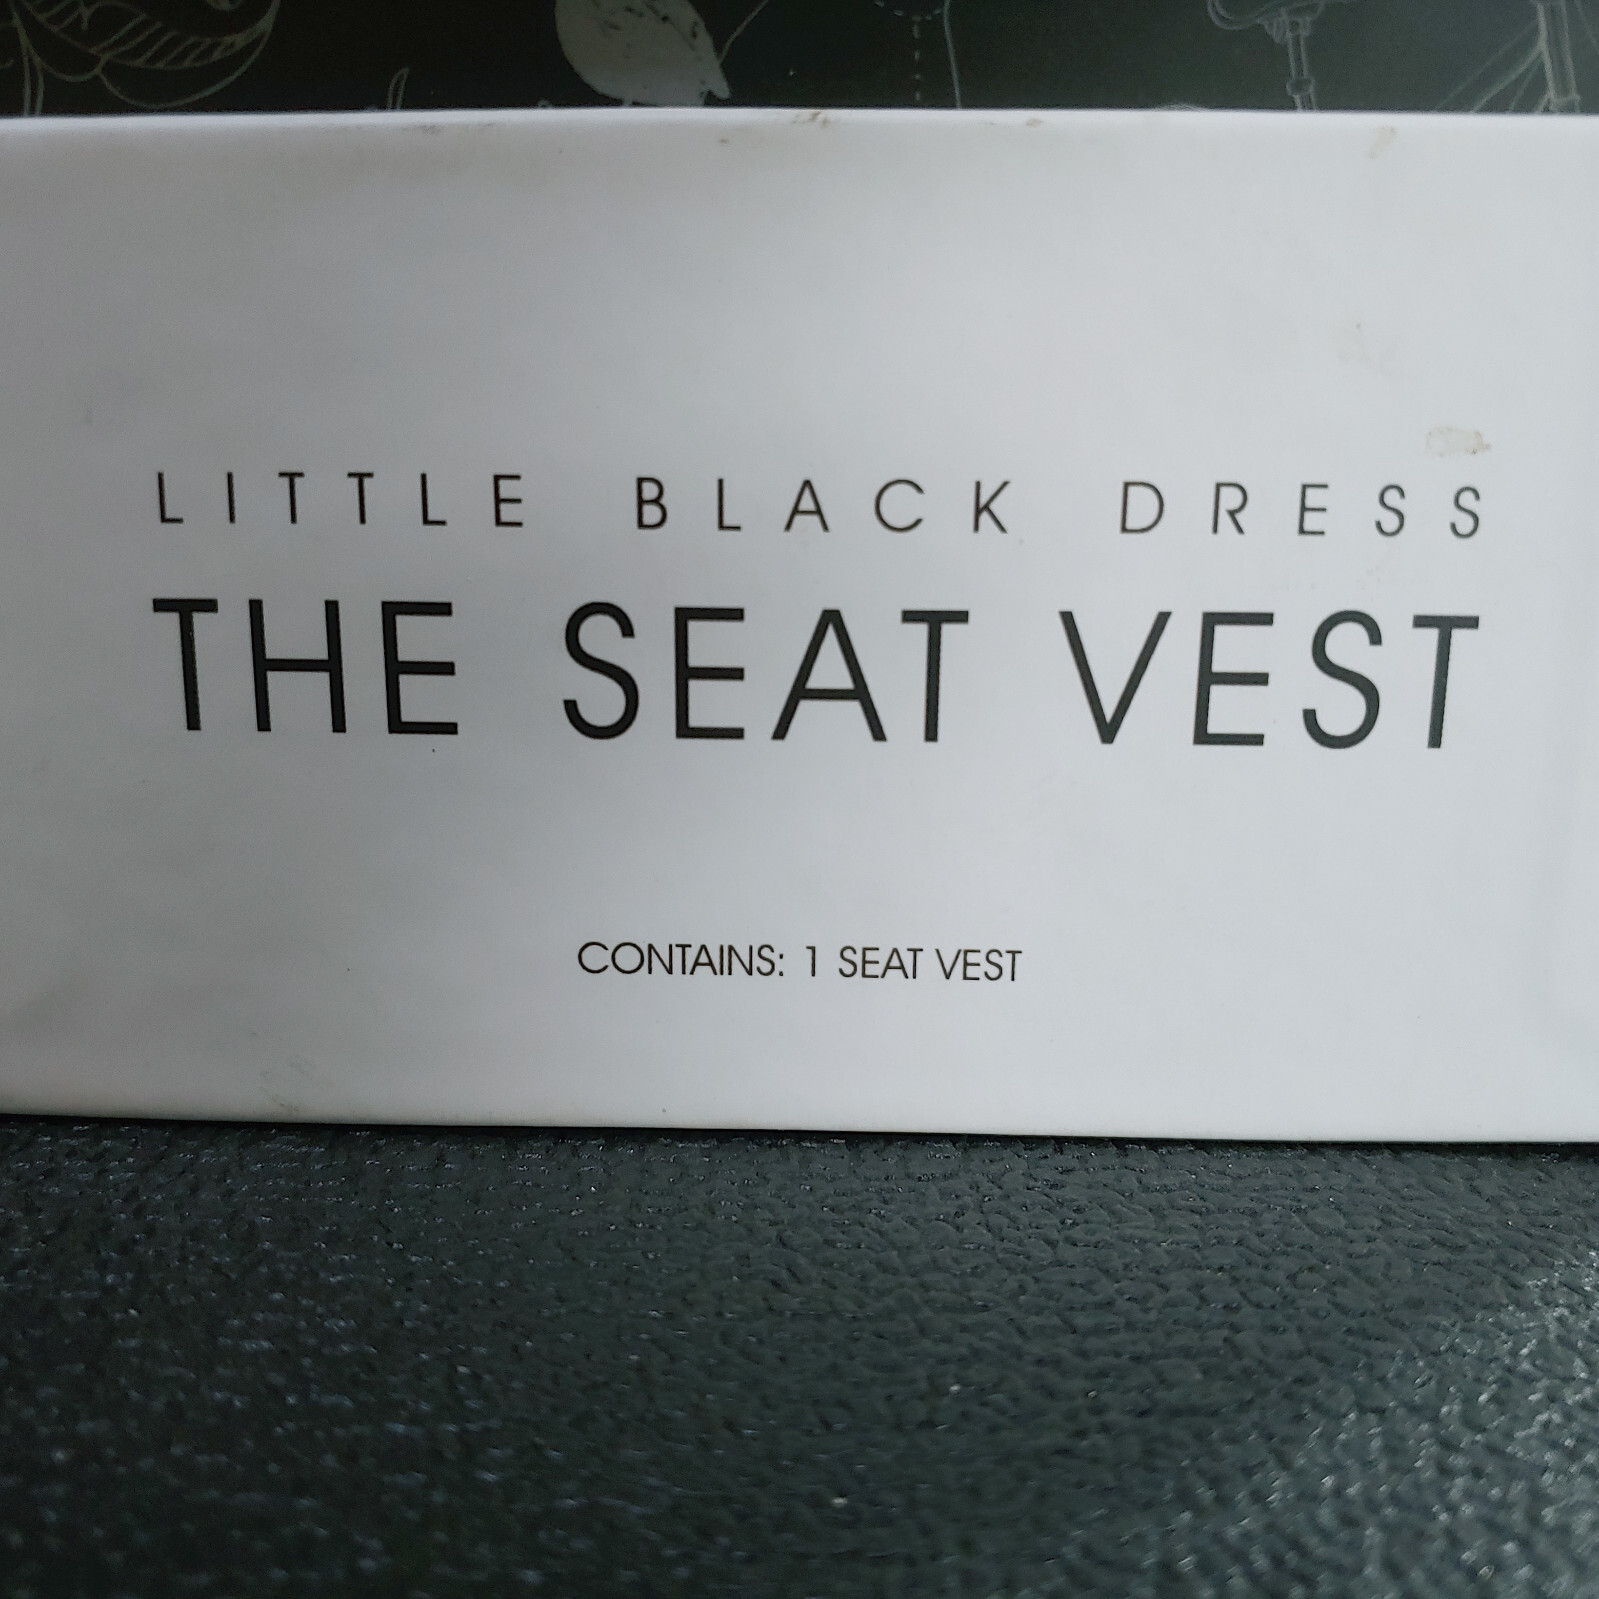 LITTLE BLACK DRESS
THE SEAT VEST
CONTAINS: 1 SEAT VEST